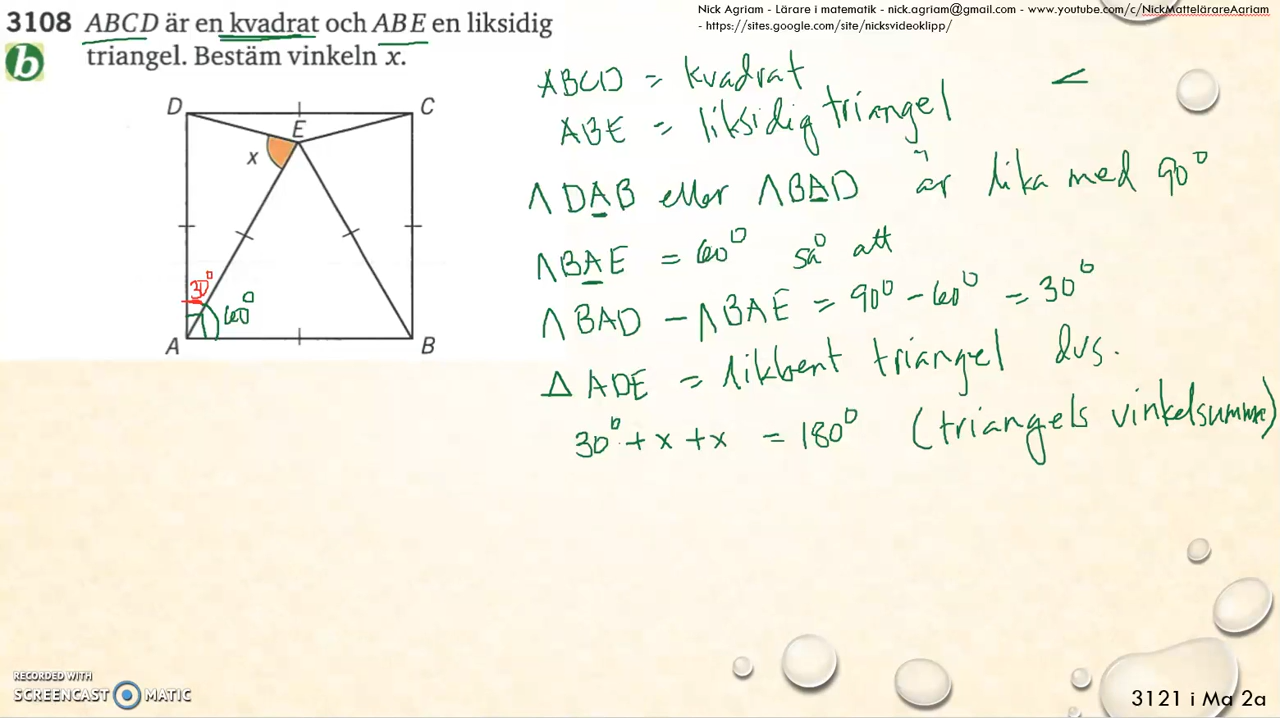 3108 ABCD är en kvadrat och ABE en liksidig
b triangel. Bestäm vinkeln x.
Nick Agriam - Lärare i matematik - nick.agriam@gmail.com - www.youtube.com/c/NickMattelärareAgriam
- https://sites.google.com/site/nicksvideoklipp/
D
C
E
x
30°
60°
A
B
ABCD = kvadrat
<
ABE = liksidig triangel
∧ DAB eller ∧BAD är lika med 90°
∧BAE = 60° så att
∧ BAD - ∧BAE = 90° - 60° = 30°
Δ ADE = likbent triangel dvs.
30° + x + x = 180° (triangels vinkelsumma)
RECORDED WITH
SCREENCAST MATIC
3121 i Ma 2a